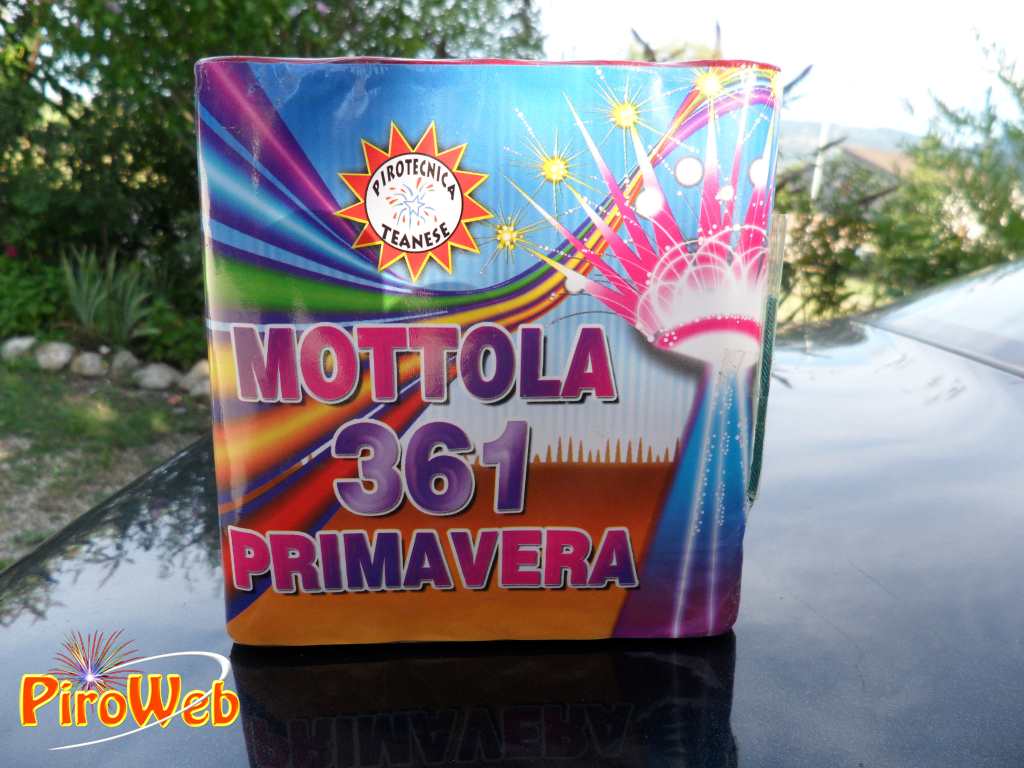 PIROTECNICA
TEANESE
MOTTOLA
361
PRIMAVERA
PiroWeb